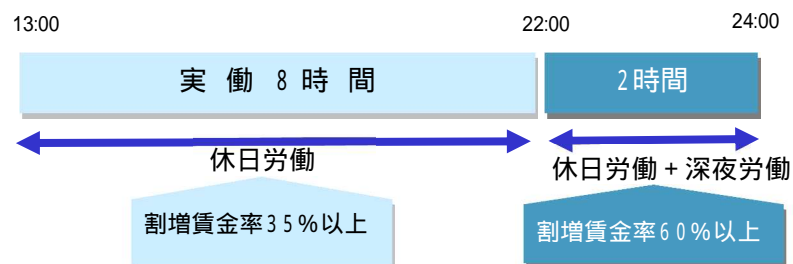 13:00 22:00 24:00
実 働 8 時 間 2時間
休日労働 休日労働+深夜労働
割増賃金率35%以上 割増賃金率60%以上